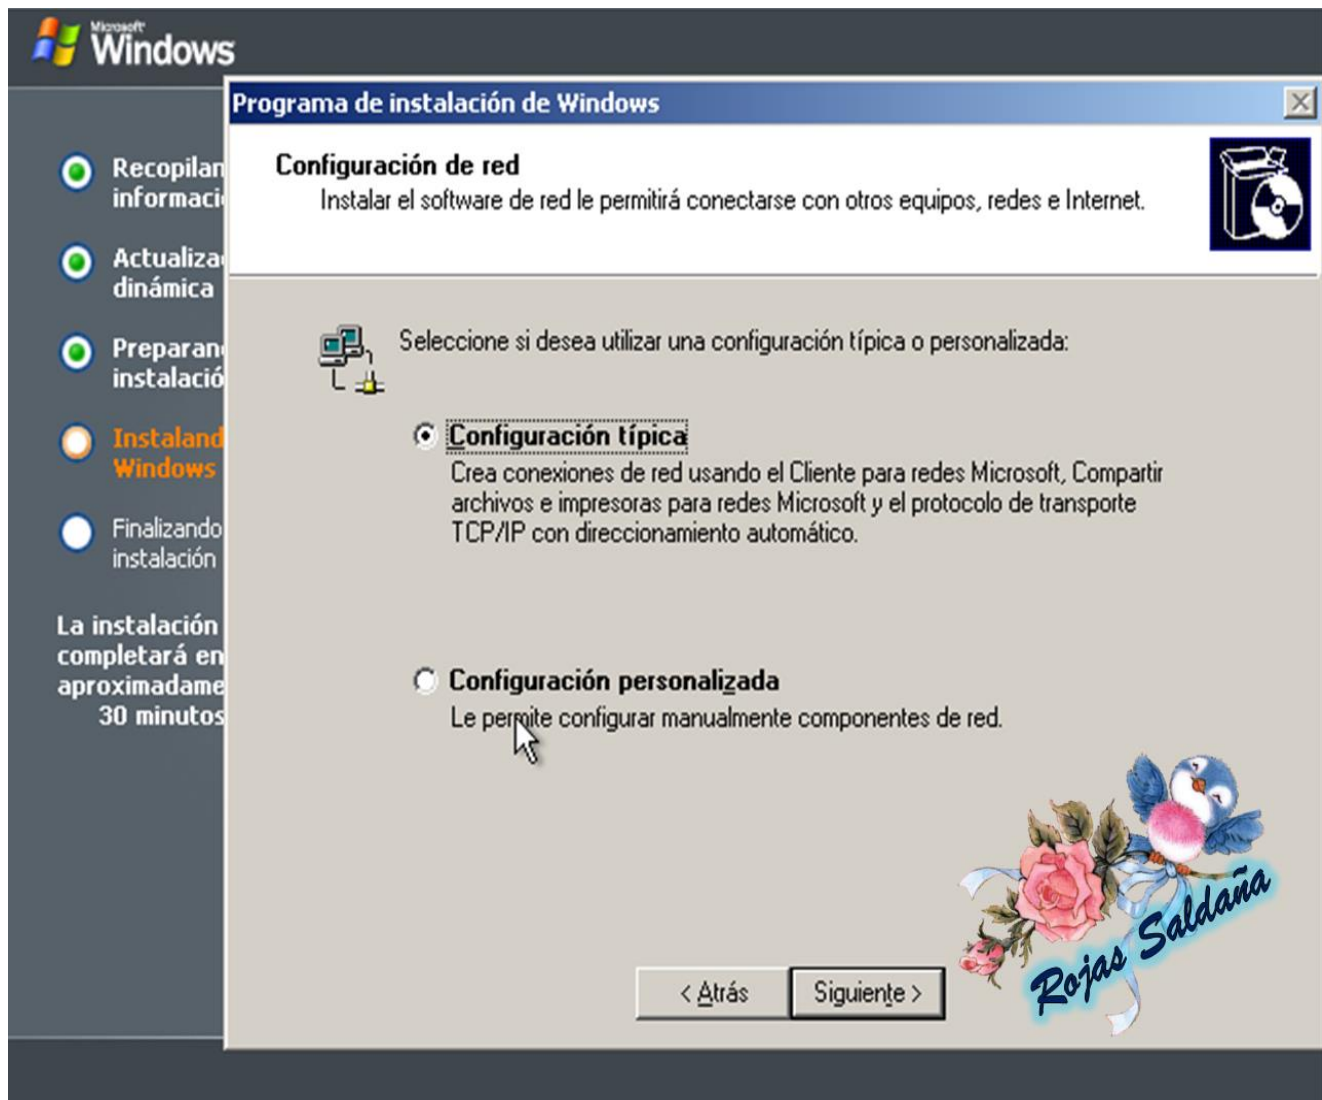 Microsoft
Windows
Programa de instalación de Windows
Configuración de red
Instalar el software de red le permitirá conectarse con otros equipos, redes e Internet.
Recopilan
informaci
Actualiza
dinámica
Preparan
instalació
Instaland
Windows
Finalizando
instalación
La instalación
completará en
aproximadame
30 minutos
Seleccione si desea utilizar una configuración típica o personalizada:
Configuración típica
Crea conexiones de red usando el Cliente para redes Microsoft, Compartir
archivos e impresoras para redes Microsoft y el protocolo de transporte
TCP/IP con direccionamiento automático.
Configuración personalizada
Le permite configurar manualmente componentes de red.
< Atrás
Siguiente >
Rojas Saldaña